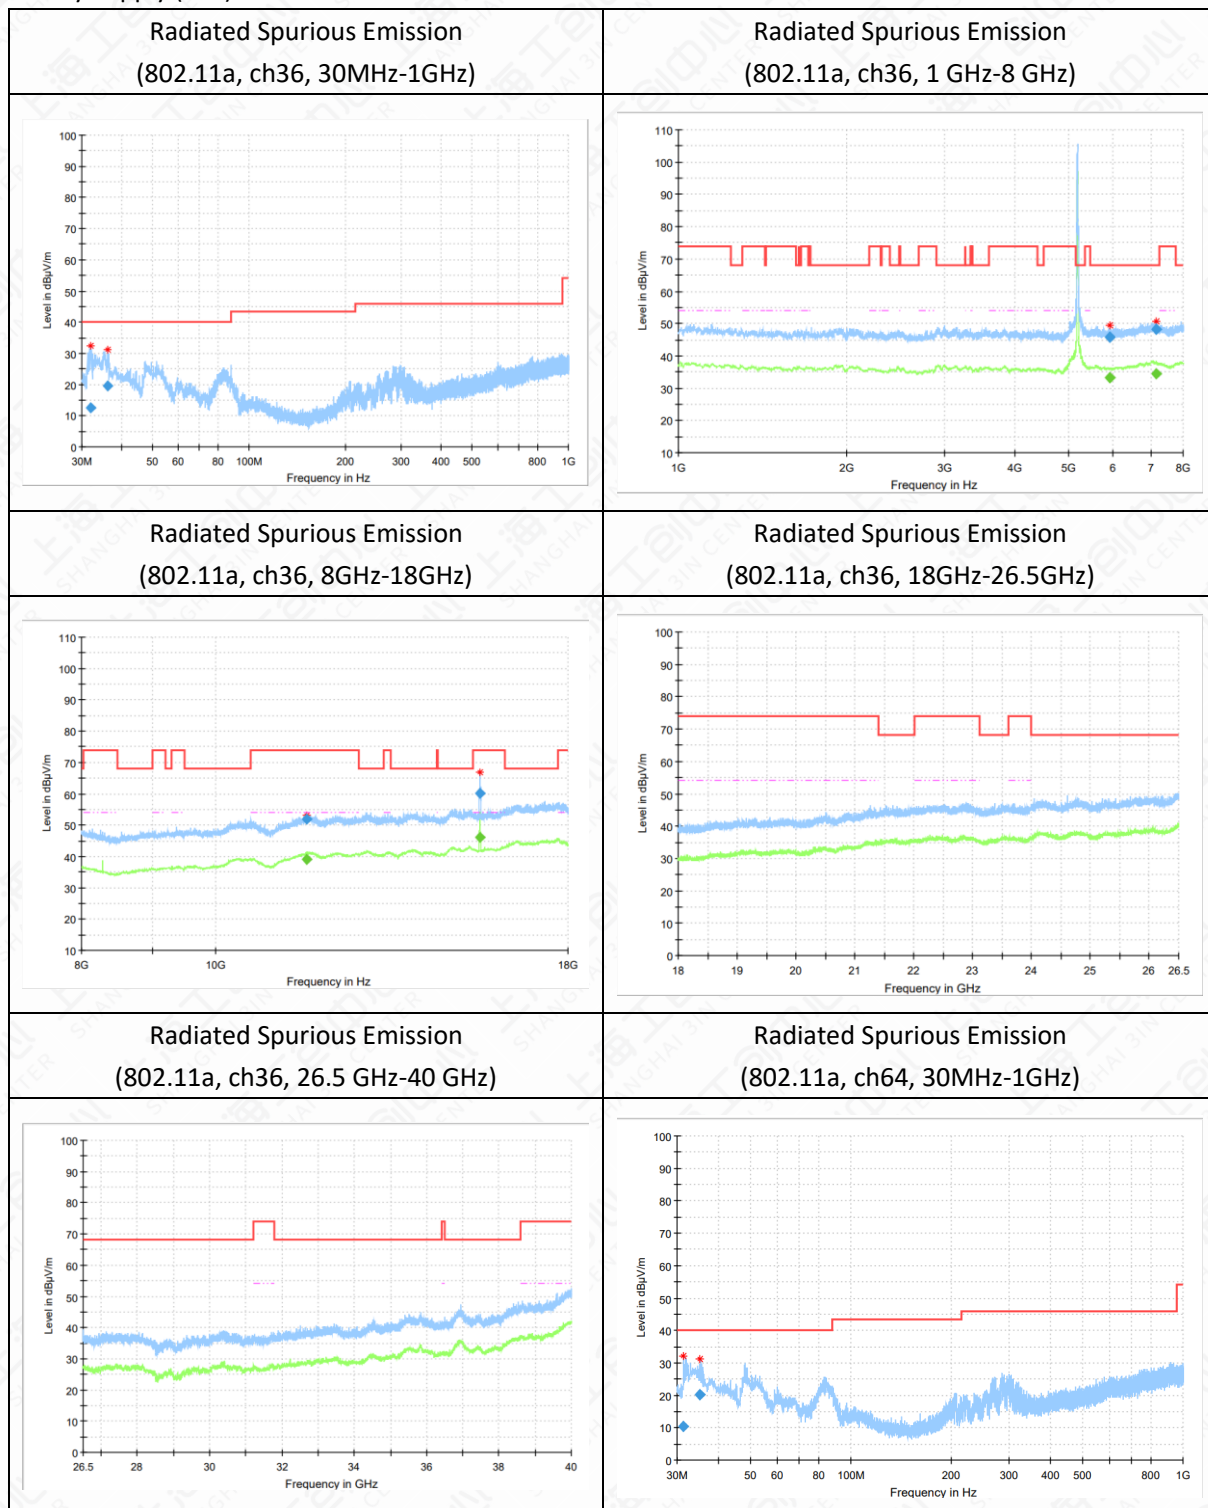 Radiated Spurious Emission
(802.11a, ch36, 30MHz-1GHz)
Radiated Spurious Emission
(802.11a, ch36, 1 GHz-8 GHz)
100
90
80
70
60
50
40
30
20
10
0
Level in dBµV/m
30M 50 60 80 100M 200 300 400 500 800 1G
Frequency in Hz
110
100
90
80
70
60
50
40
30
20
10
Level in dBµV/m
1G 2G 3G 4G 5G 6 7 8G
Frequency in Hz
Radiated Spurious Emission
(802.11a, ch36, 8GHz-18GHz)
Radiated Spurious Emission
(802.11a, ch36, 18GHz-26.5GHz)
110
100
90
80
70
60
50
40
30
20
10
Level in dBµV/m
8G 10G 18G
Frequency in Hz
100
90
80
70
60
50
40
30
20
10
0
Level in dBµV/m
18 19 20 21 22 23 24 25 26 26.5
Frequency in GHz
Radiated Spurious Emission
(802.11a, ch36, 26.5 GHz-40 GHz)
Radiated Spurious Emission
(802.11a, ch64, 30MHz-1GHz)
100
90
80
70
60
50
40
30
20
10
0
Level in dBµV/m
26.5 28 30 32 34 36 38 40
Frequency in GHz
100
90
80
70
60
50
40
30
20
10
0
Level in dBµV/m
30M 50 60 80 100M 200 300 400 500 800 1G
Frequency in Hz